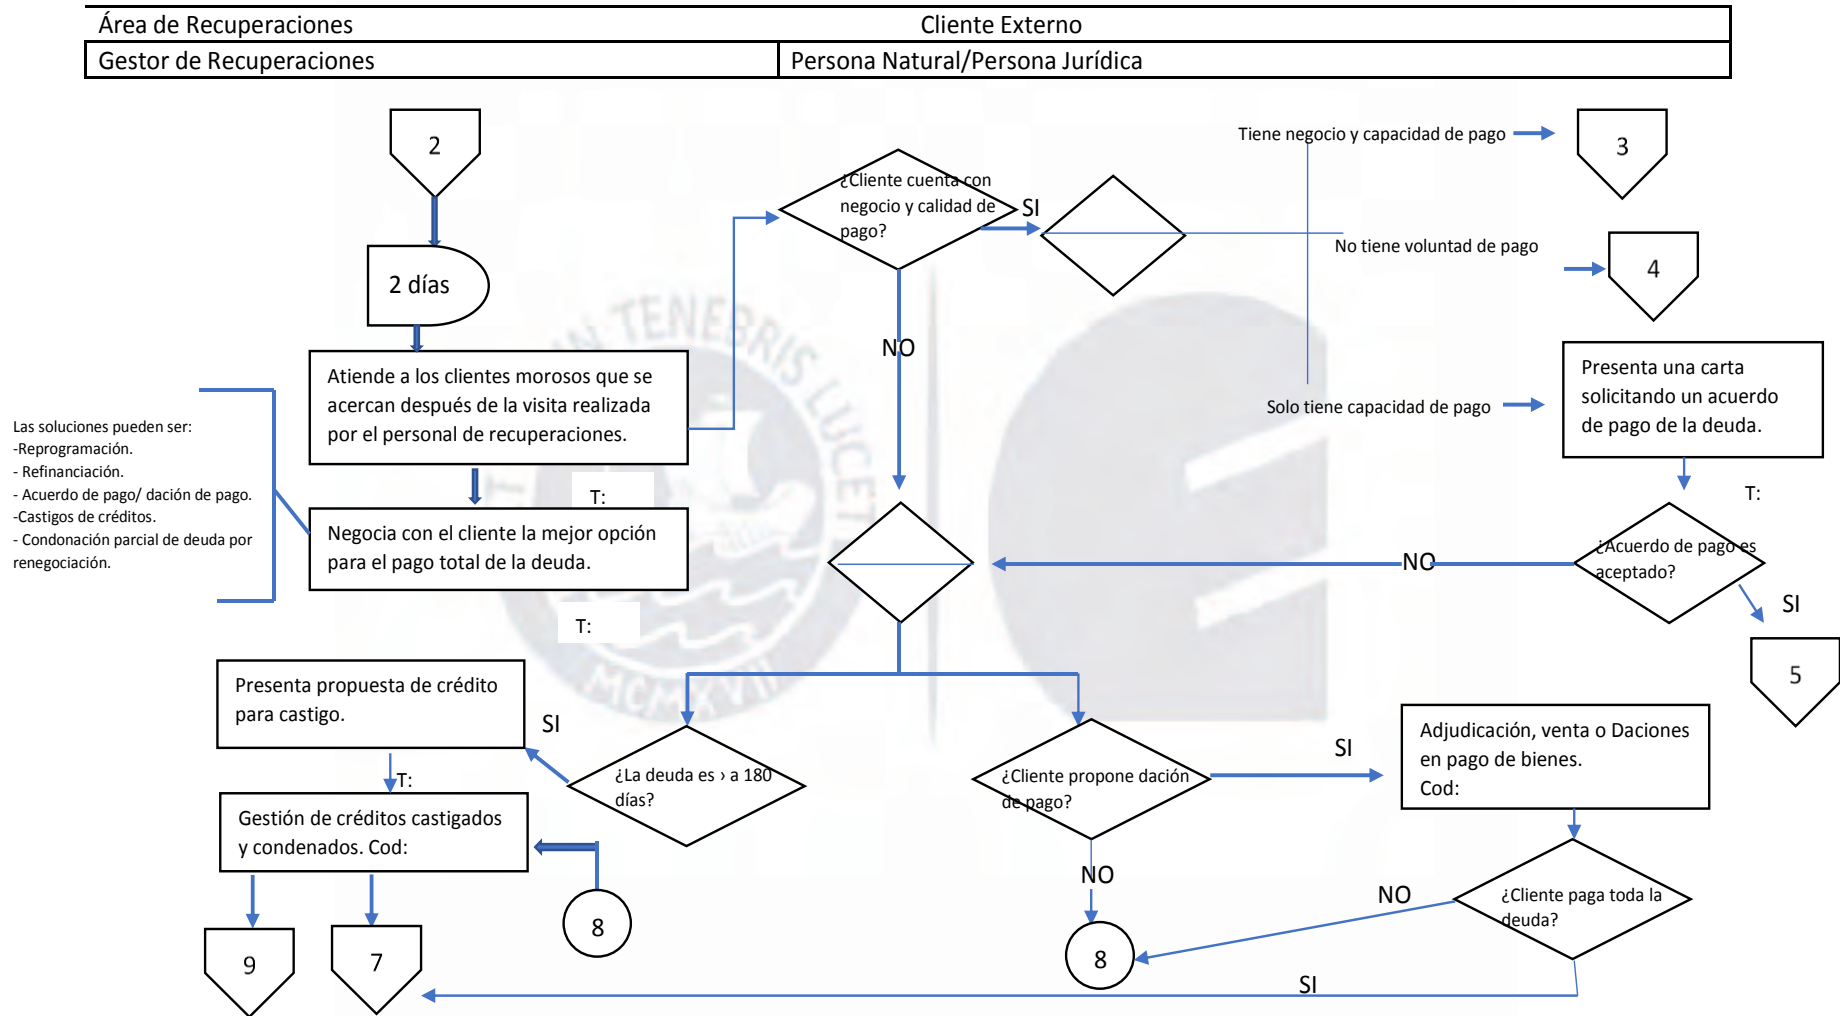 Área de Recuperaciones
Cliente Externo
Gestor de Recuperaciones
Persona Natural/Persona Jurídica
2
2 días
Atiende a los clientes morosos que se
acercan después de la visita realizada
por el personal de recuperaciones.
T:
Negocia con el cliente la mejor opción
para el pago total de la deuda.
T:
Las soluciones pueden ser:
-Reprogramación.
- Refinanciación.
- Acuerdo de pago/ dación de pago.
-Castigos de créditos.
- Condonación parcial de deuda por
renegociación.
¿Cliente cuenta con
negocio y calidad de
pago?
SI
NO
Tiene negocio y capacidad de pago
3
No tiene voluntad de pago
4
Solo tiene capacidad de pago
Presenta una carta
solicitando un acuerdo
de pago de la deuda.
T:
¿Acuerdo de pago es
aceptado?
NO
SI
5
Presenta propuesta de crédito
para castigo.
SI
¿La deuda es › a 180
días?
T:
Gestión de créditos castigados
y condenados. Cod:
8
9
7
¿Cliente propone dación
de pago?
SI
NO
8
Adjudicación, venta o Daciones
en pago de bienes.
Cod:
¿Cliente paga toda la
deuda?
NO
SI
IN TENEBRIS LUCET
MCMXVII